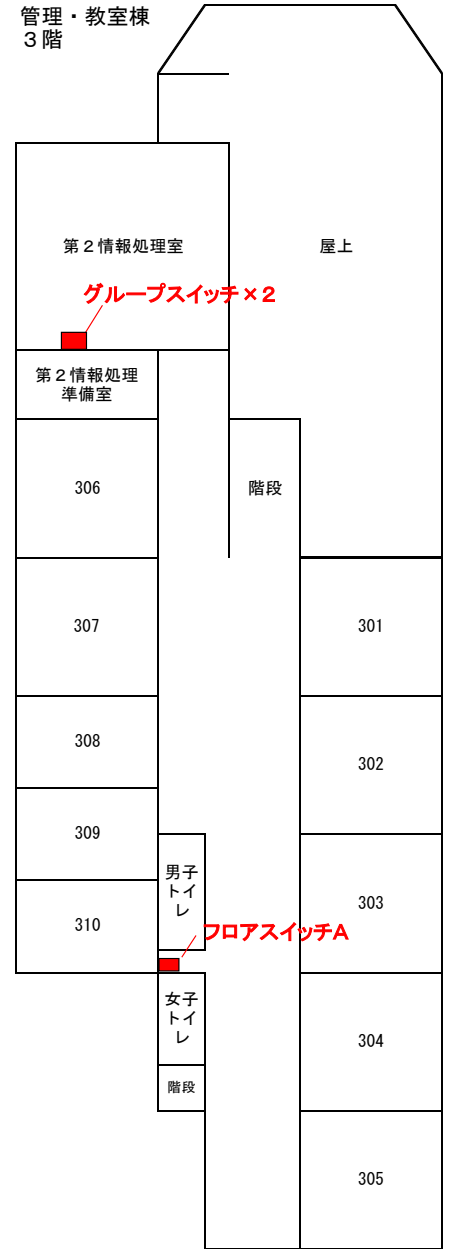 管理・教室棟
３階
第２情報処理室
屋上
グループスイッチ×２
第２情報処理
準備室
306
階段
307
301
308
302
309
男子
トイ
レ
303
310
フロアスイッチA
女子
トイ
レ
304
階段
305